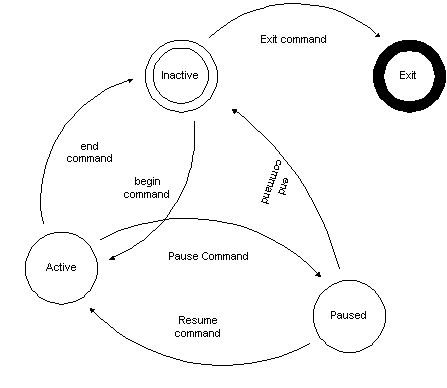 Exit command
Inactive
Exit
end
command
begin
command
end
command
Pause Command
Active
Resume
command
Paused